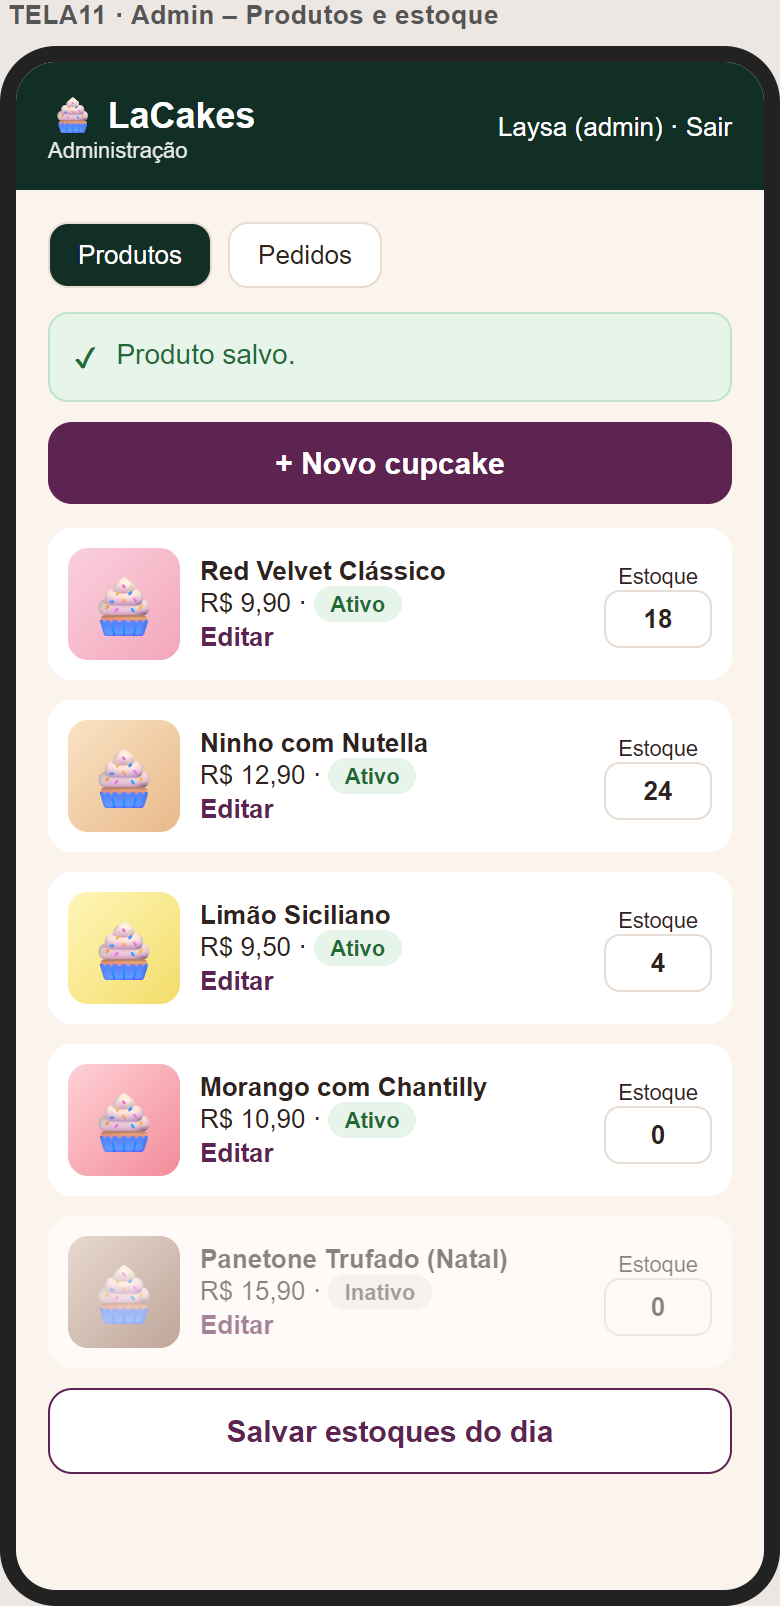 TELA11 · Admin – Produtos e estoque
LaCakes
Administração
Laysa (admin) · Sair
Produtos
Pedidos
✓ Produto salvo.
+ Novo cupcake
Red Velvet Clássico
R$ 9,90 · Ativo
Editar
Estoque
18
Ninho com Nutella
R$ 12,90 · Ativo
Editar
Estoque
24
Limão Siciliano
R$ 9,50 · Ativo
Editar
Estoque
4
Morango com Chantilly
R$ 10,90 · Ativo
Editar
Estoque
0
Panetone Trufado (Natal)
R$ 15,90 · Inativo
Editar
Estoque
0
Salvar estoques do dia